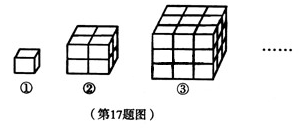 ① ② ③ ……
（第17题图）